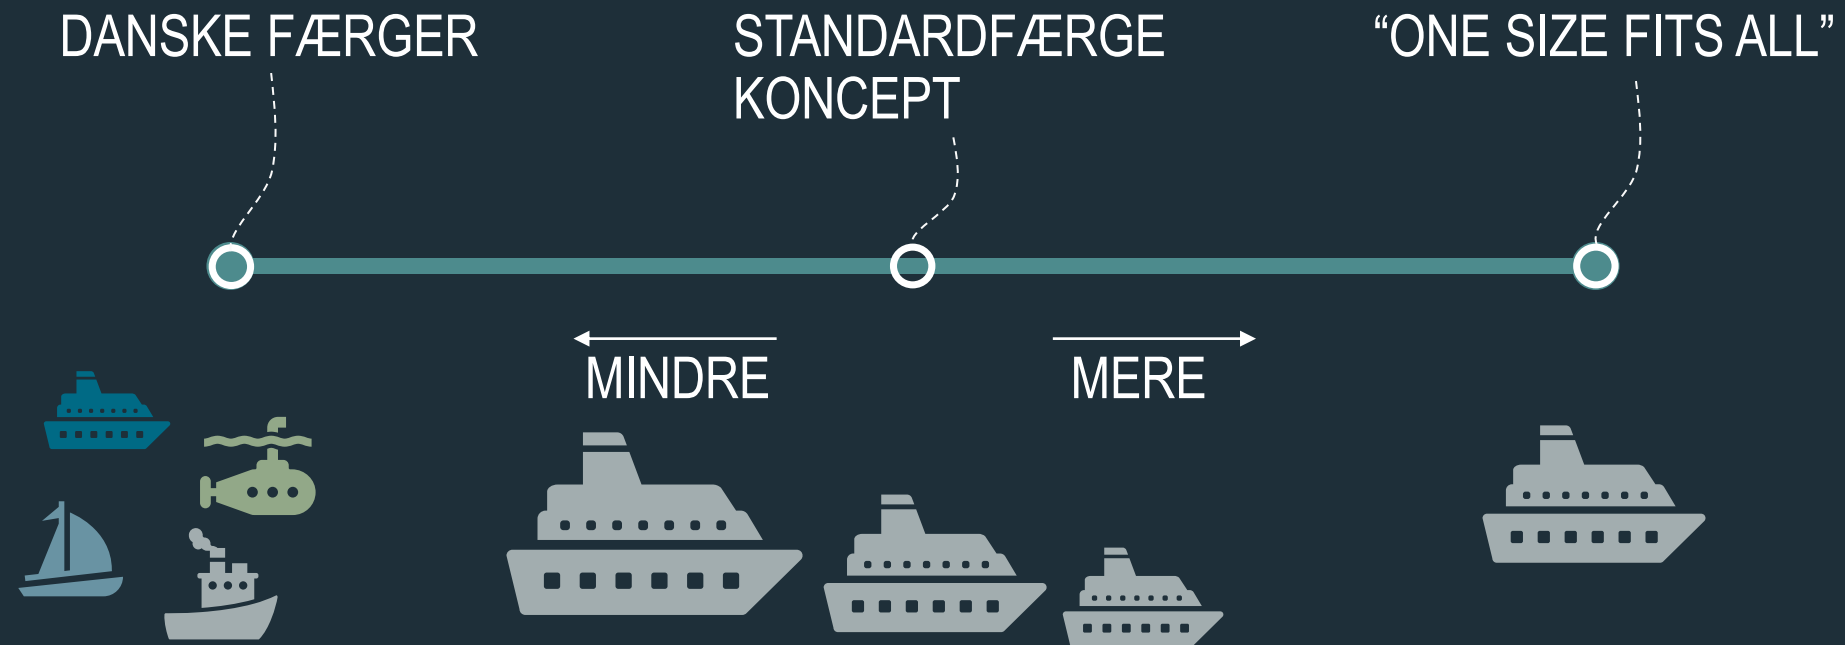 DANSKE FÆRGER
STANDARDFÆRGE
KONCEPT
“ONE SIZE FITS ALL”
MINDRE
MERE